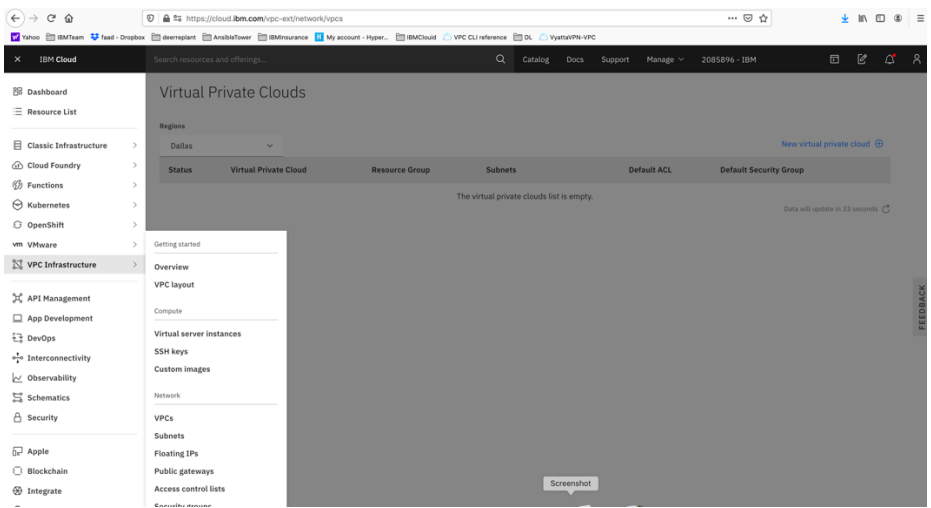 https://cloud.ibm.com/vpc-ext/network/vpcs
Yahoo IBMTeam faad - Dropbox deerreplant AnsibleTower IBMInsurance My account - Hyper... IBMClouid VPC CLI reference DL VyattaVPN-VPC
IBM Cloud
Search resources and offerings...
Catalog Docs Support Manage 2085896 - IBM
Dashboard
Resource List
Classic Infrastructure
Cloud Foundry
Functions
Kubernetes
OpenShift
vm VMware
VPC Infrastructure
API Management
App Development
DevOps
Interconnectivity
Observability
Schematics
Security
Apple
Blockchain
Integrate
Getting started
Overview
VPC layout
Compute
Virtual server instances
SSH keys
Custom images
Network
VPCs
Subnets
Floating IPs
Public gateways
Access control lists
Security groups
Virtual Private Clouds
Regions
Dallas
New virtual private cloud
Status Virtual Private Cloud Resource Group Subnets Default ACL Default Security Group
The virtual private clouds list is empty.
Data will update in 33 seconds
FEEDBACK
Screenshot